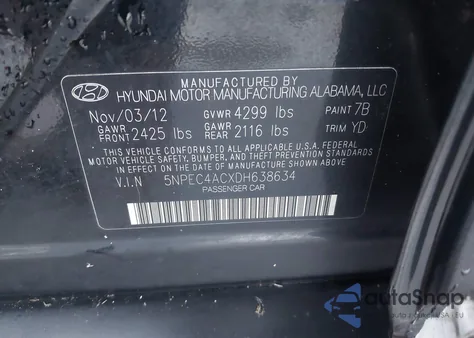 MANUFACTURED BY
HYUNDAI MOTOR MANUFACTURING ALABAMA, LLC
Nov/03/12 GVWR 4299 lbs PAINT 7B
GAWR FRONT 2425 lbs GAWR REAR 2116 lbs TRIM YD
THIS VEHICLE CONFORMS TO ALL APPLICABLE U.S. FEDERAL
MOTOR VEHICLE SAFETY, BUMPER, AND THEFT PREVENTION STANDARDS
IN EFFECT ON THE DATE OF MANUFACTURE SHOWN ABOVE.
V.I.N 5NPEC4ACXDH638634
PASSENGER CAR
autoSnap